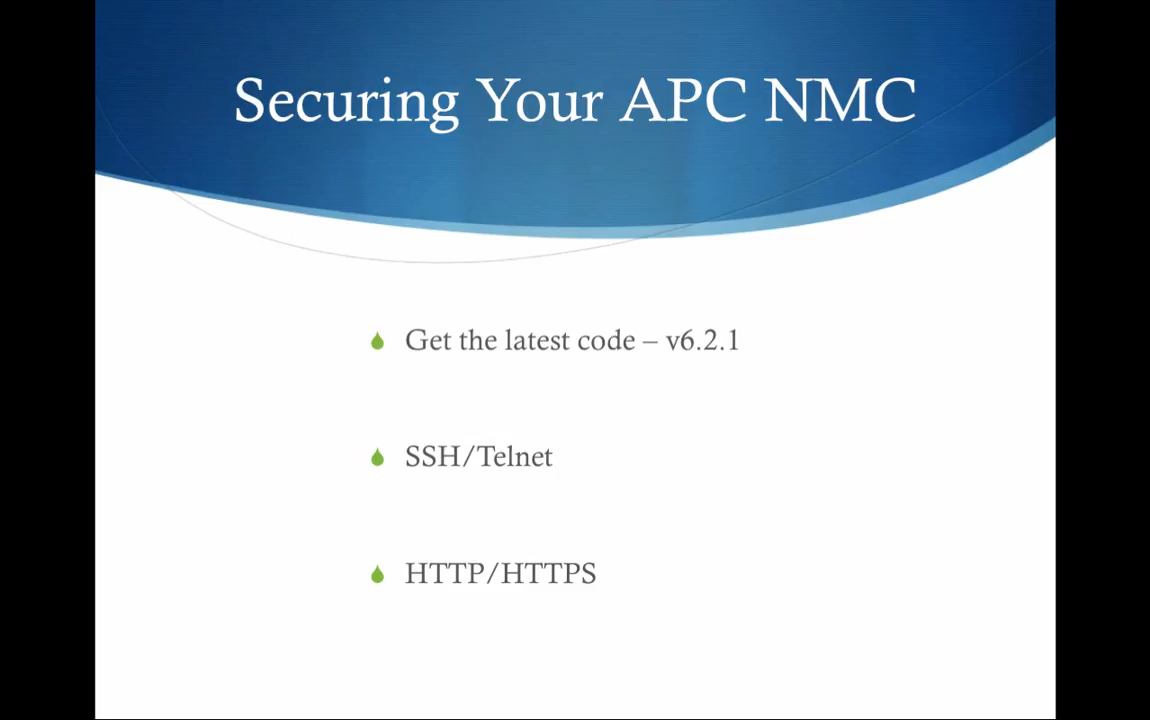 Securing Your APC NMC
Get the latest code – v6.2.1
SSH/Telnet
HTTP/HTTPS